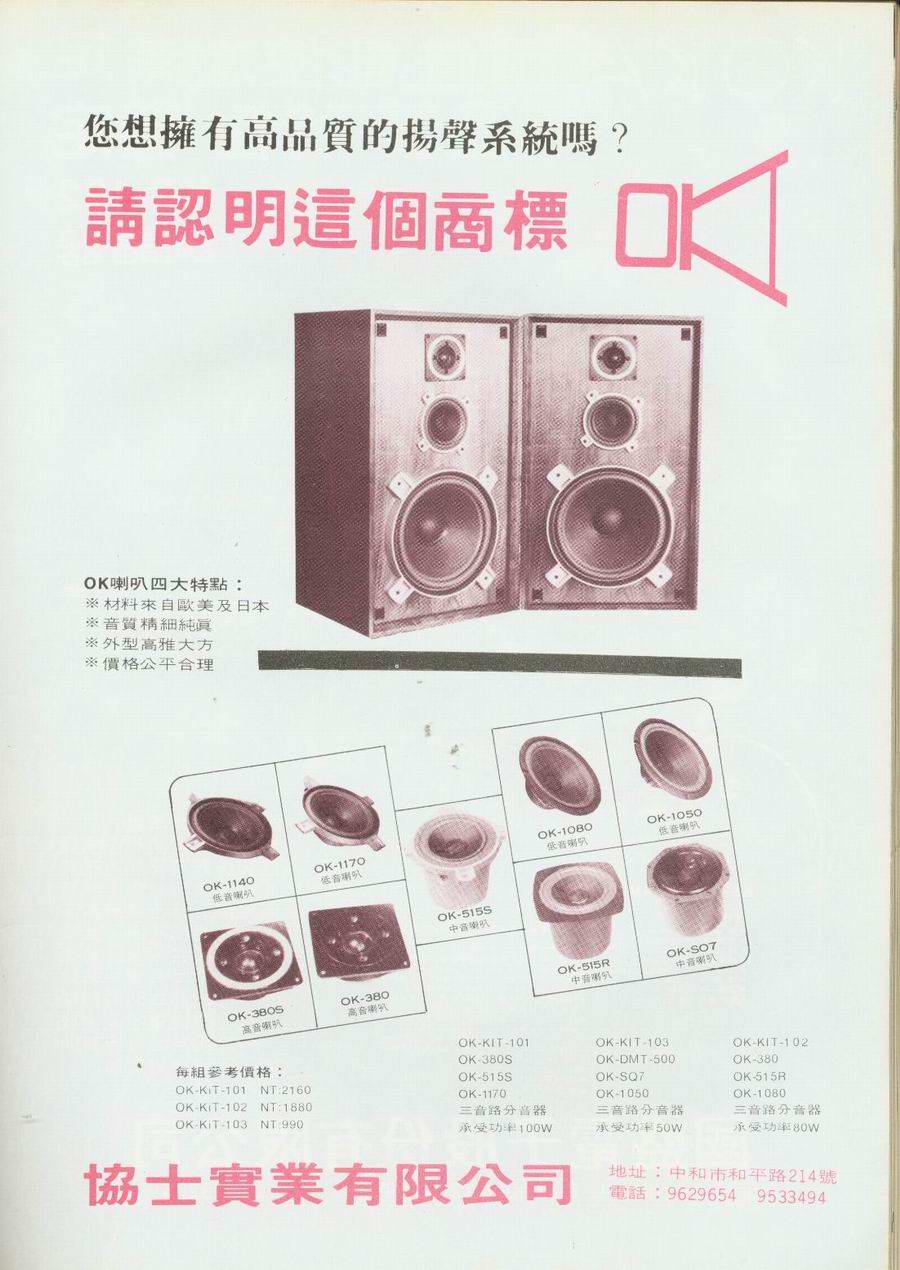 您想擁有高品質的揚聲系統嗎？
請認明這個商標
OK
OK喇叭四大特點：
※材料來自歐美及日本
※音質精細純眞
※外型高雅大方
※價格公平合理
OK-1140
低音喇叭
OK-1170
低音喇叭
OK-515S
中音喇叭
OK-1080
低音喇叭
OK-1050
低音喇叭
OK-380S
高音喇叭
OK-380
高音喇叭
OK-515R
中音喇叭
OK-SO7
中音喇叭
每組參考價格：
OK-KiT-101 NT:2160
OK-KiT-102 NT:1880
OK-KiT-103 NT:990
OK-KIT-101
OK-380S
OK-515S
OK-1170
三音路分音器
承受功率100W
OK-KIT-103
OK-DMT-500
OK-SQ7
OK-1050
三音路分音器
承受功率50W
OK-KIT-102
OK-380
OK-515R
OK-1080
三音路分音器
承受功率80W
協士實業有限公司
地址：中和市和平路214號
電話：9629654 9533494